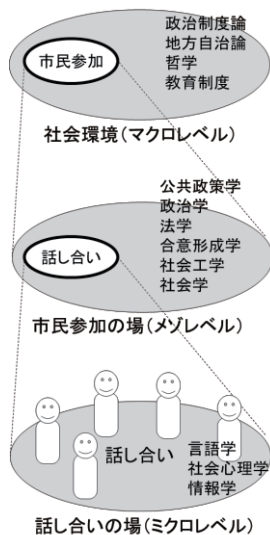 政治制度論
地方自治論
哲学
教育制度
市民参加
社会環境(マクロレベル)
公共政策学
政治学
法学
合意形成学
社会工学
社会学
話し合い
市民参加の場(メゾレベル)
話し合い
言語学
社会心理学
情報学
話し合いの場(ミクロレベル)